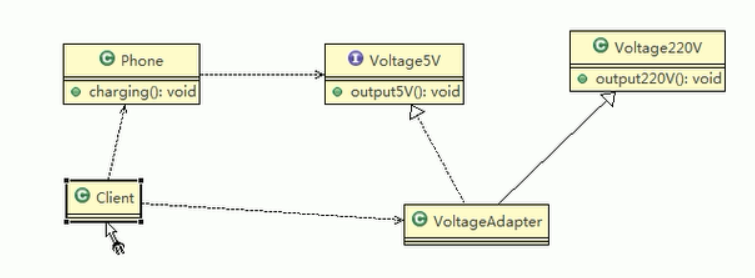 C Phone
charging(): void
I Voltage5V
output5V(): void
C Voltage220V
output220V(): void
C Client
C VoltageAdapter